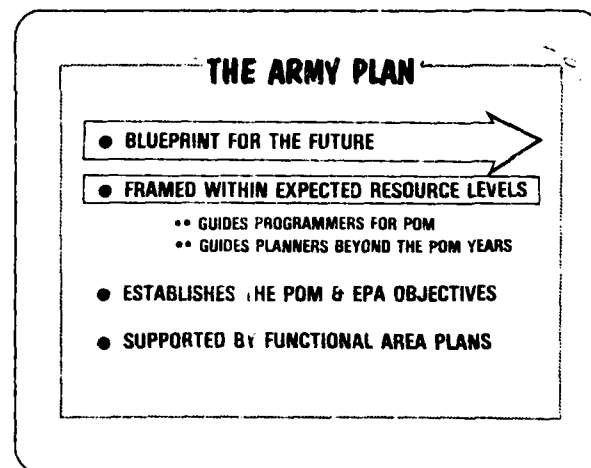 THE ARMY PLAN
● BLUEPRINT FOR THE FUTURE
● FRAMED WITHIN EXPECTED RESOURCE LEVELS
•• GUIDES PROGRAMMERS FOR POM
•• GUIDES PLANNERS BEYOND THE POM YEARS
● ESTABLISHES THE POM & EPA OBJECTIVES
● SUPPORTED BY FUNCTIONAL AREA PLANS